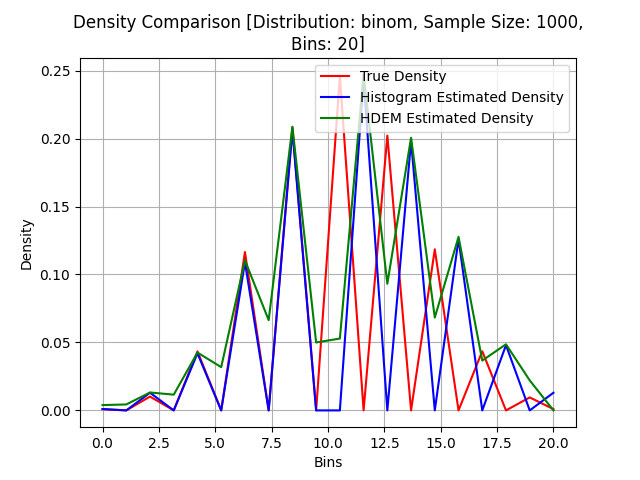 Density Comparison [Distribution: binom, Sample Size: 1000,
Bins: 20]
True Density
Histogram Estimated Density
HDEM Estimated Density
Density
0.25
0.20
0.15
0.10
0.05
0.00
0.0 2.5 5.0 7.5 10.0 12.5 15.0 17.5 20.0
Bins